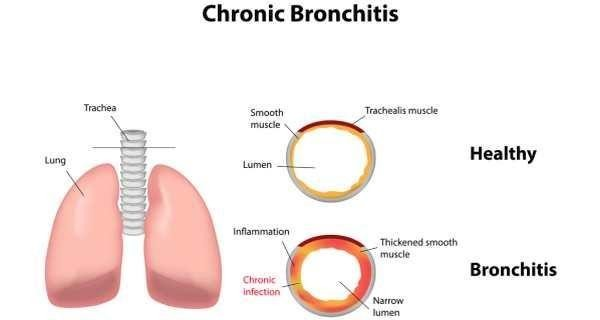 Chronic Bronchitis
Trachea
Lung
Smooth
muscle
Trachealis muscle
Lumen
Healthy
Inflammation
Thickened smooth
muscle
Chronic
infection
Narrow
lumen
Bronchitis